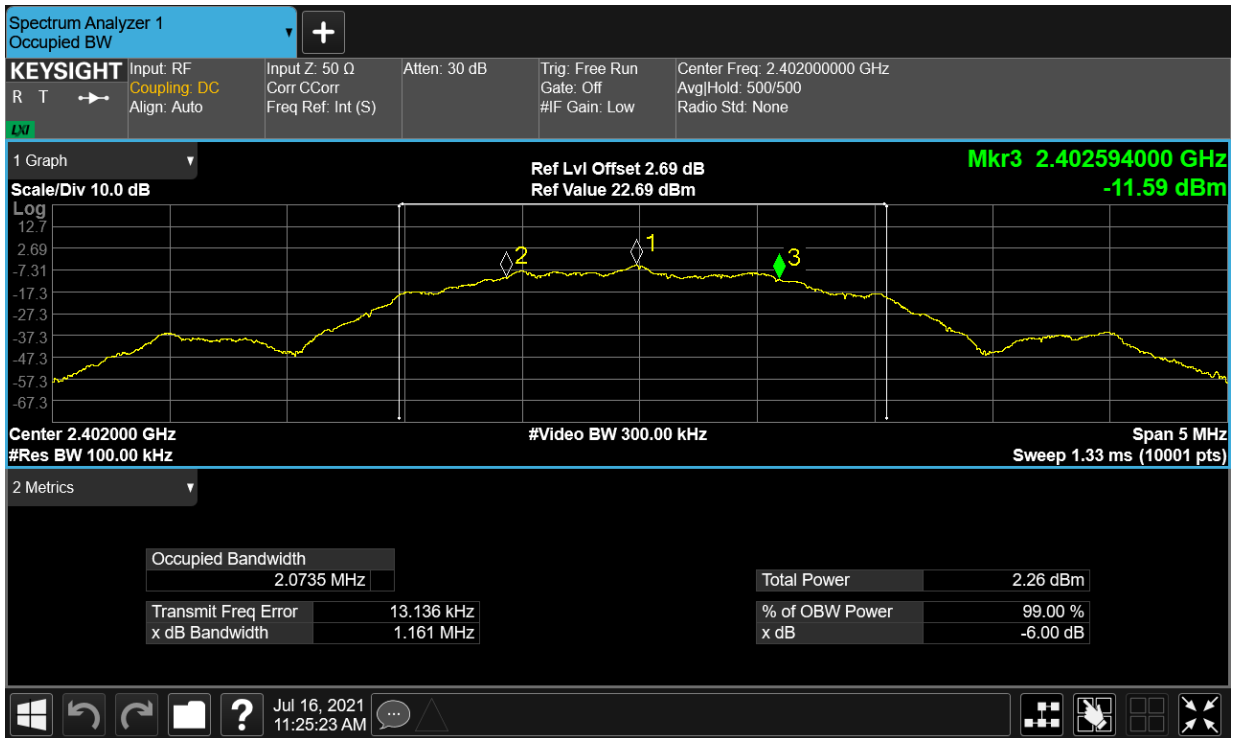 Spectrum Analyzer 1
Occupied BW
+
KEYSIGHT
R T
LXI
Input: RF
Coupling: DC
Align: Auto
Input Z: 50 Ω
Corr CCorr
Freq Ref: Int (S)
Atten: 30 dB
Trig: Free Run
Gate: Off
#IF Gain: Low
Center Freq: 2.402000000 GHz
Avg|Hold: 500/500
Radio Std: None
1 Graph
Scale/Div 10.0 dB
Ref Lvl Offset 2.69 dB
Ref Value 22.69 dBm
Mkr3 2.402594000 GHz
-11.59 dBm
Log
12.7
2.69
-7.31
-17.3
-27.3
-37.3
-47.3
-57.3
-67.3
2
1
3
Center 2.402000 GHz
#Video BW 300.00 kHz
Span 5 MHz
#Res BW 100.00 kHz
Sweep 1.33 ms (10001 pts)
2 Metrics
Occupied Bandwidth
2.0735 MHz
Transmit Freq Error 13.136 kHz
x dB Bandwidth 1.161 MHz
Total Power 2.26 dBm
% of OBW Power 99.00 %
x dB -6.00 dB
?
Jul 16, 2021
11:25:23 AM